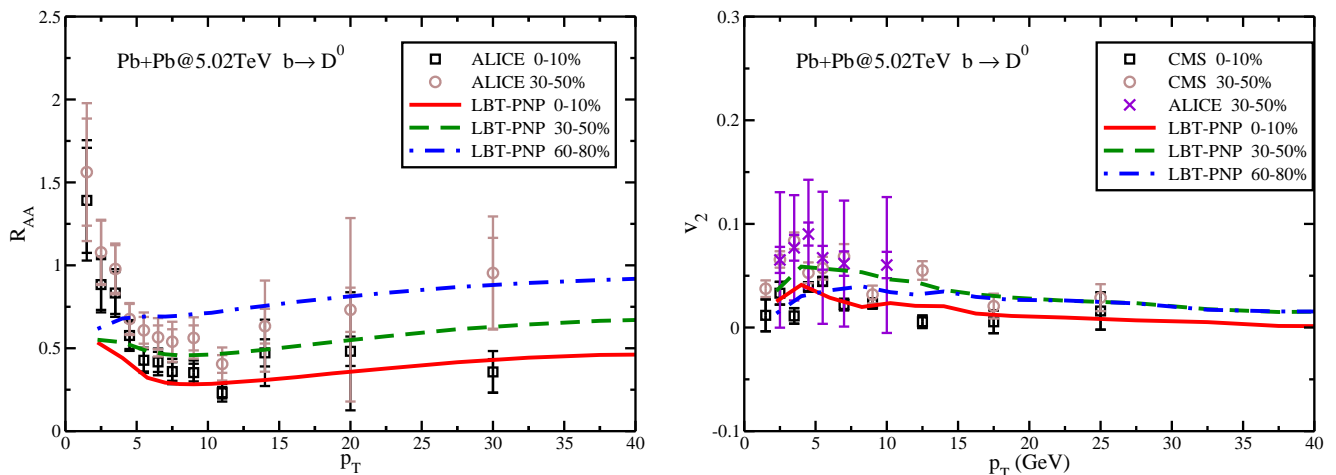 Pb+Pb@5.02TeV b→D⁰
ALICE 0-10%
ALICE 30-50%
LBT-PNP 0-10%
LBT-PNP 30-50%
LBT-PNP 60-80%
R_AA
2.5
2
1.5
1
0.5
0
0 5 10 15 20 25 30 35 40
p_T
Pb+Pb@5.02TeV b→D⁰
CMS 0-10%
CMS 30-50%
ALICE 30-50%
LBT-PNP 0-10%
LBT-PNP 30-50%
LBT-PNP 60-80%
v_2
0.3
0.2
0.1
0
-0.1
0 5 10 15 20 25 30 35 40
p_T (GeV)